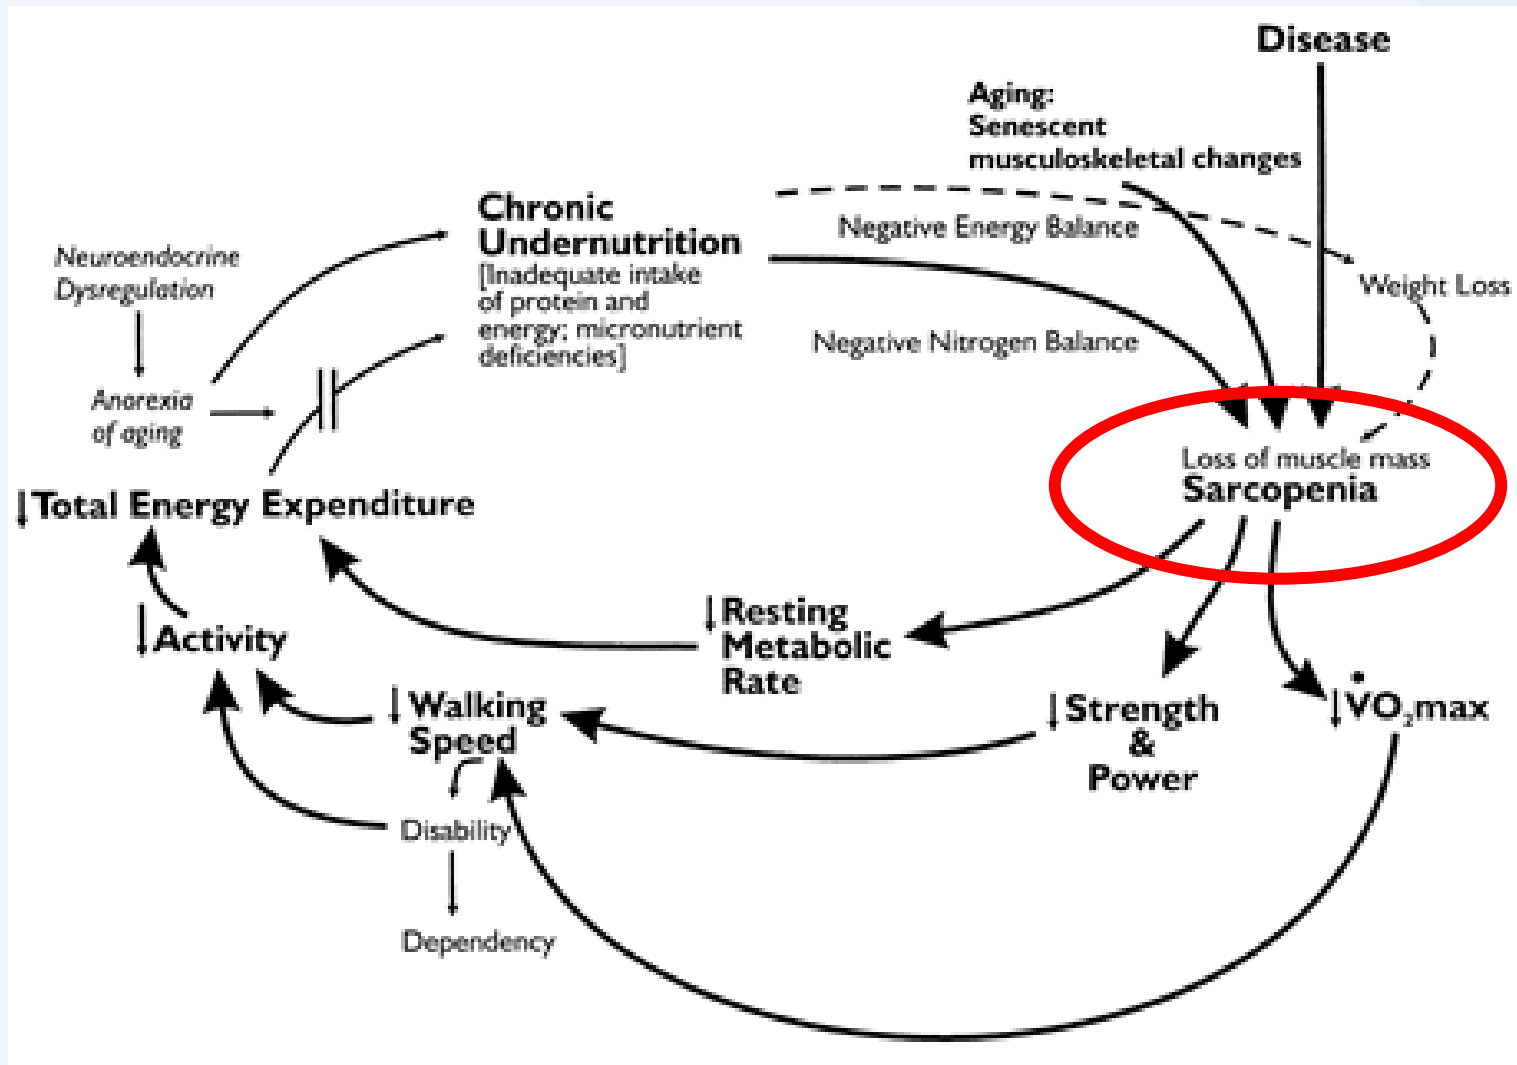 Disease
Aging:
Senescent
musculoskeletal changes
Chronic
Undernutrition
[Inadequate intake
of protein and
energy; micronutrient
deficiencies]
Negative Energy Balance
Neuroendocrine
Dysregulation
Weight Loss
Negative Nitrogen Balance
Anorexia
of aging
Loss of muscle mass
Sarcopenia
↓Total Energy Expenditure
↓Resting
Metabolic
Rate
↓Activity
↓Walking
Speed
↓Strength
&
Power
↓V̇O₂max
Disability
Dependency